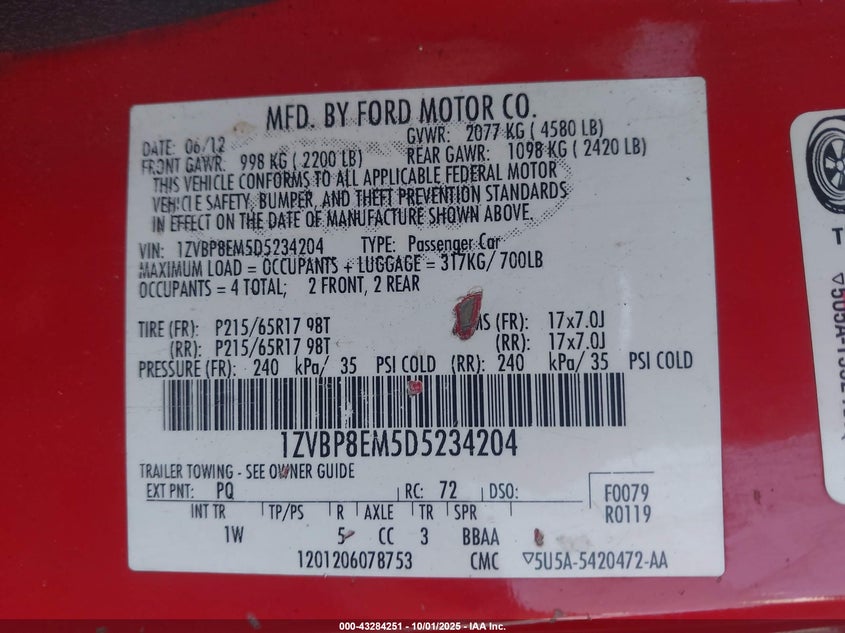 MFD. BY FORD MOTOR CO.
DATE: 06/12 GVWR: 2077 KG ( 4580 LB)
FRONT GAWR: 998 KG ( 2200 LB) REAR GAWR: 1098 KG ( 2420 LB)
THIS VEHICLE CONFORMS TO ALL APPLICABLE FEDERAL MOTOR
VEHICLE SAFETY, BUMPER, AND THEFT PREVENTION STANDARDS
IN EFFECT ON THE DATE OF MANUFACTURE SHOWN ABOVE.
VIN: 1ZVBP8EM5D5234204 TYPE: Passenger Car
MAXIMUM LOAD = OCCUPANTS + LUGGAGE = 317KG/ 700LB
OCCUPANTS = 4 TOTAL; 2 FRONT, 2 REAR
TIRE (FR): P215/65R17 98T MS (FR): 17x7.0J
(RR): P215/65R17 98T (RR): 17x7.0J
PRESSURE (FR): 240 kPa/ 35 PSI COLD (RR): 240 kPa/ 35 PSI COLD
1ZVBP8EM5D5234204
TRAILER TOWING - SEE OWNER GUIDE
EXT PNT: PQ RC: 72 DSO: F0079
INT TR TP/PS R AXLE TR SPR R0119
1W 5 CC 3 BBAA
1201206078753 CMC ▽5U5A-5420472-AA
T
000-43284251 - 10/01/2025 - IAA Inc.